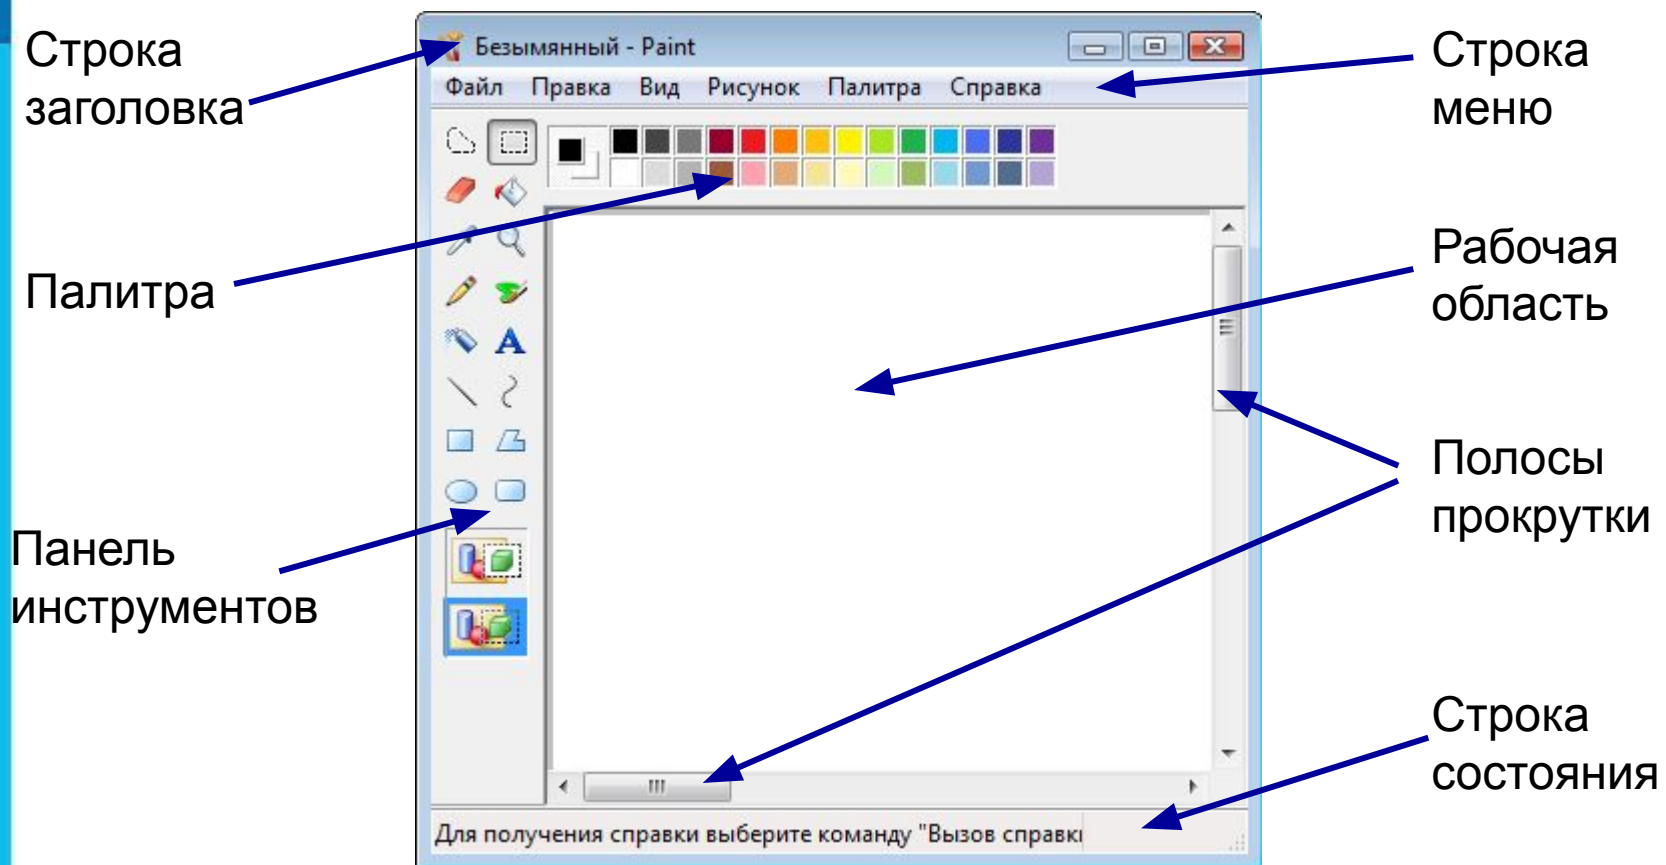 Строка
заголовка
Безымянный - Paint
Файл Правка Вид Рисунок Палитра Справка
Строка
меню
Палитра
Рабочая
область
A
Полосы
прокрутки
Панель
инструментов
Строка
состояния
Для получения справки выберите команду "Вызов справки